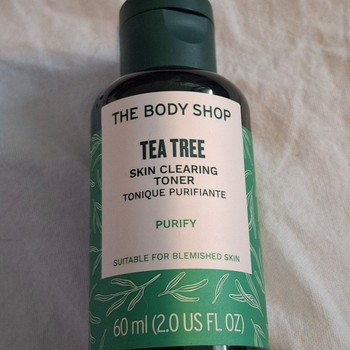 THE BODY SHOP
TEA TREE
SKIN CLEARING
TONER
TONIQUE PURIFIANTE
PURIFY
SUITABLE FOR BLEMISHED SKIN
60 ml (2.0 US FL OZ)